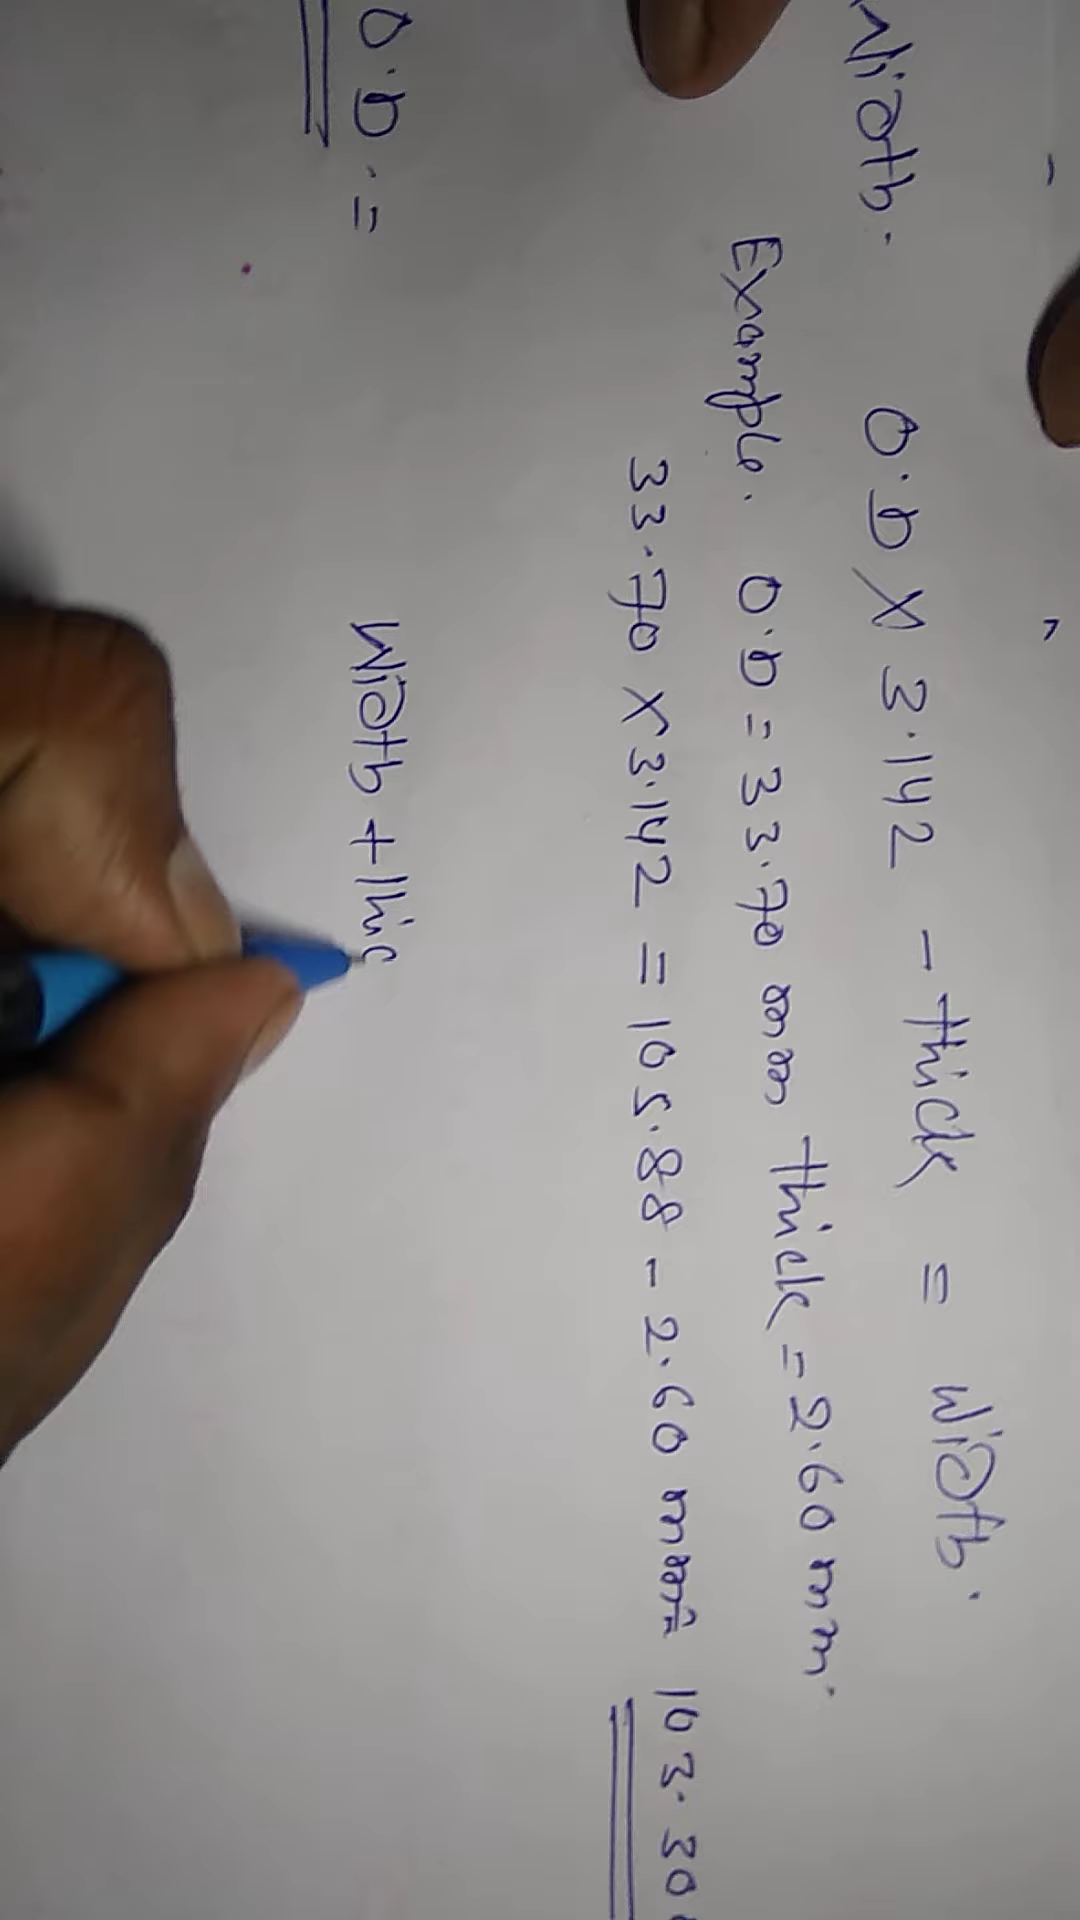 Width.
O.D X 3.142 - Thick = Width.
Example. O.D = 33.70 mm Thick = 2.60 mm.
33.70 X 3.142 = 105.88 - 2.60 mm = 103.30
O.D. =
Width + Thic